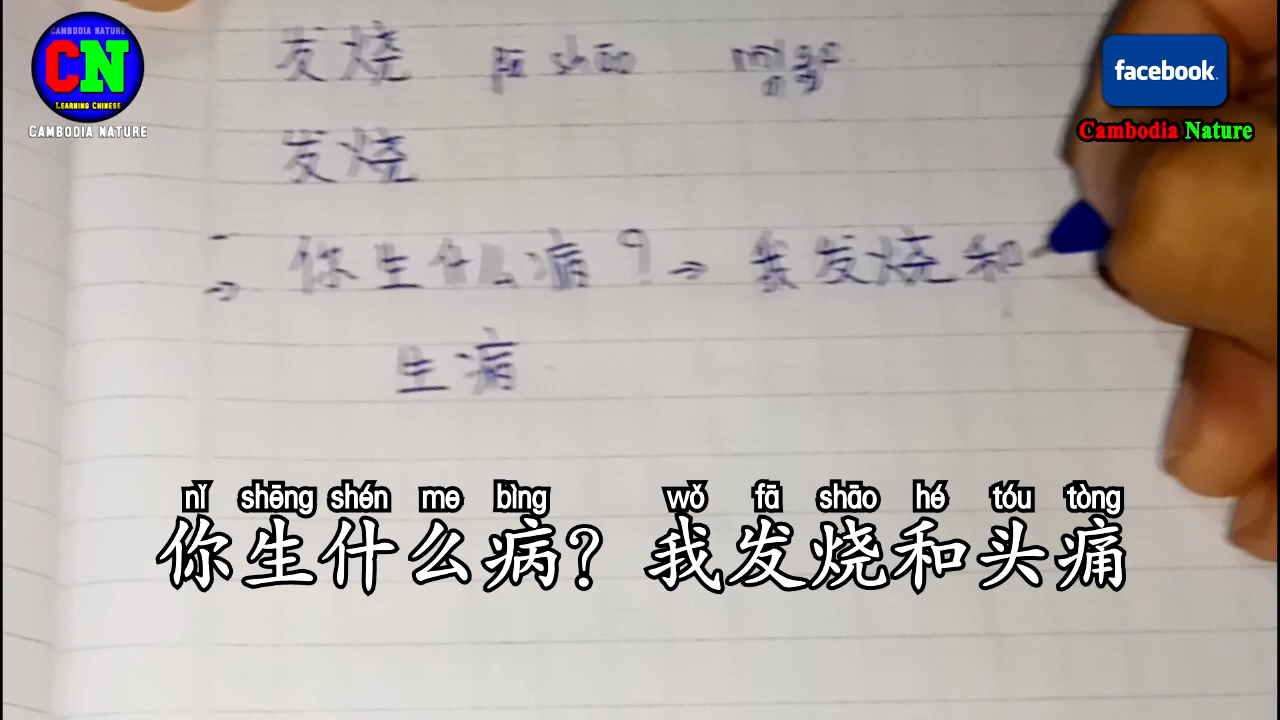 CAMBODIA NATURE
CN
LEARNING CHINESE
CAMBODIA NATURE
facebook
Cambodia Nature
发烧 fā shāo
发烧
→ 你生什么病？→ 我发烧和
生病
nǐ shēng shén me bìng wǒ fā shāo hé tóu tòng
你生什么病？我发烧和头痛